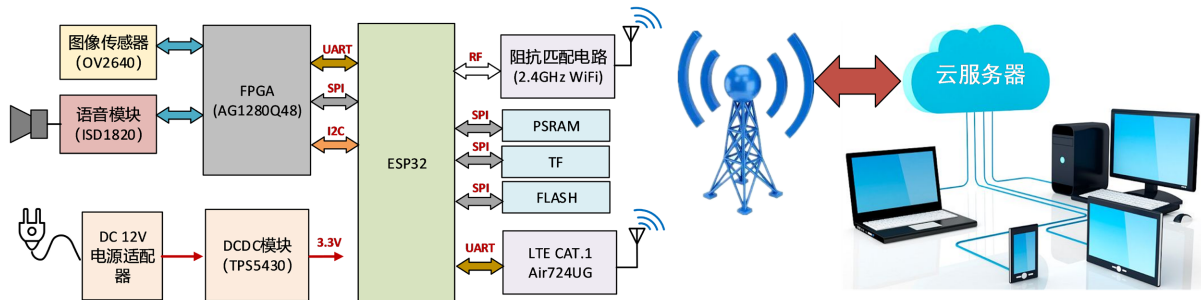 图像传感器
（OV2640）
语音模块
（ISD1820）
FPGA
(AG1280Q48)
UART
SPI
I2C
ESP32
RF
阻抗匹配电路
(2.4GHz WiFi)
SPI
PSRAM
SPI
TF
SPI
FLASH
UART
LTE CAT.1
Air724UG
DC 12V
电源适配
器
DCDC模块
(TPS5430)
3.3V
云服务器